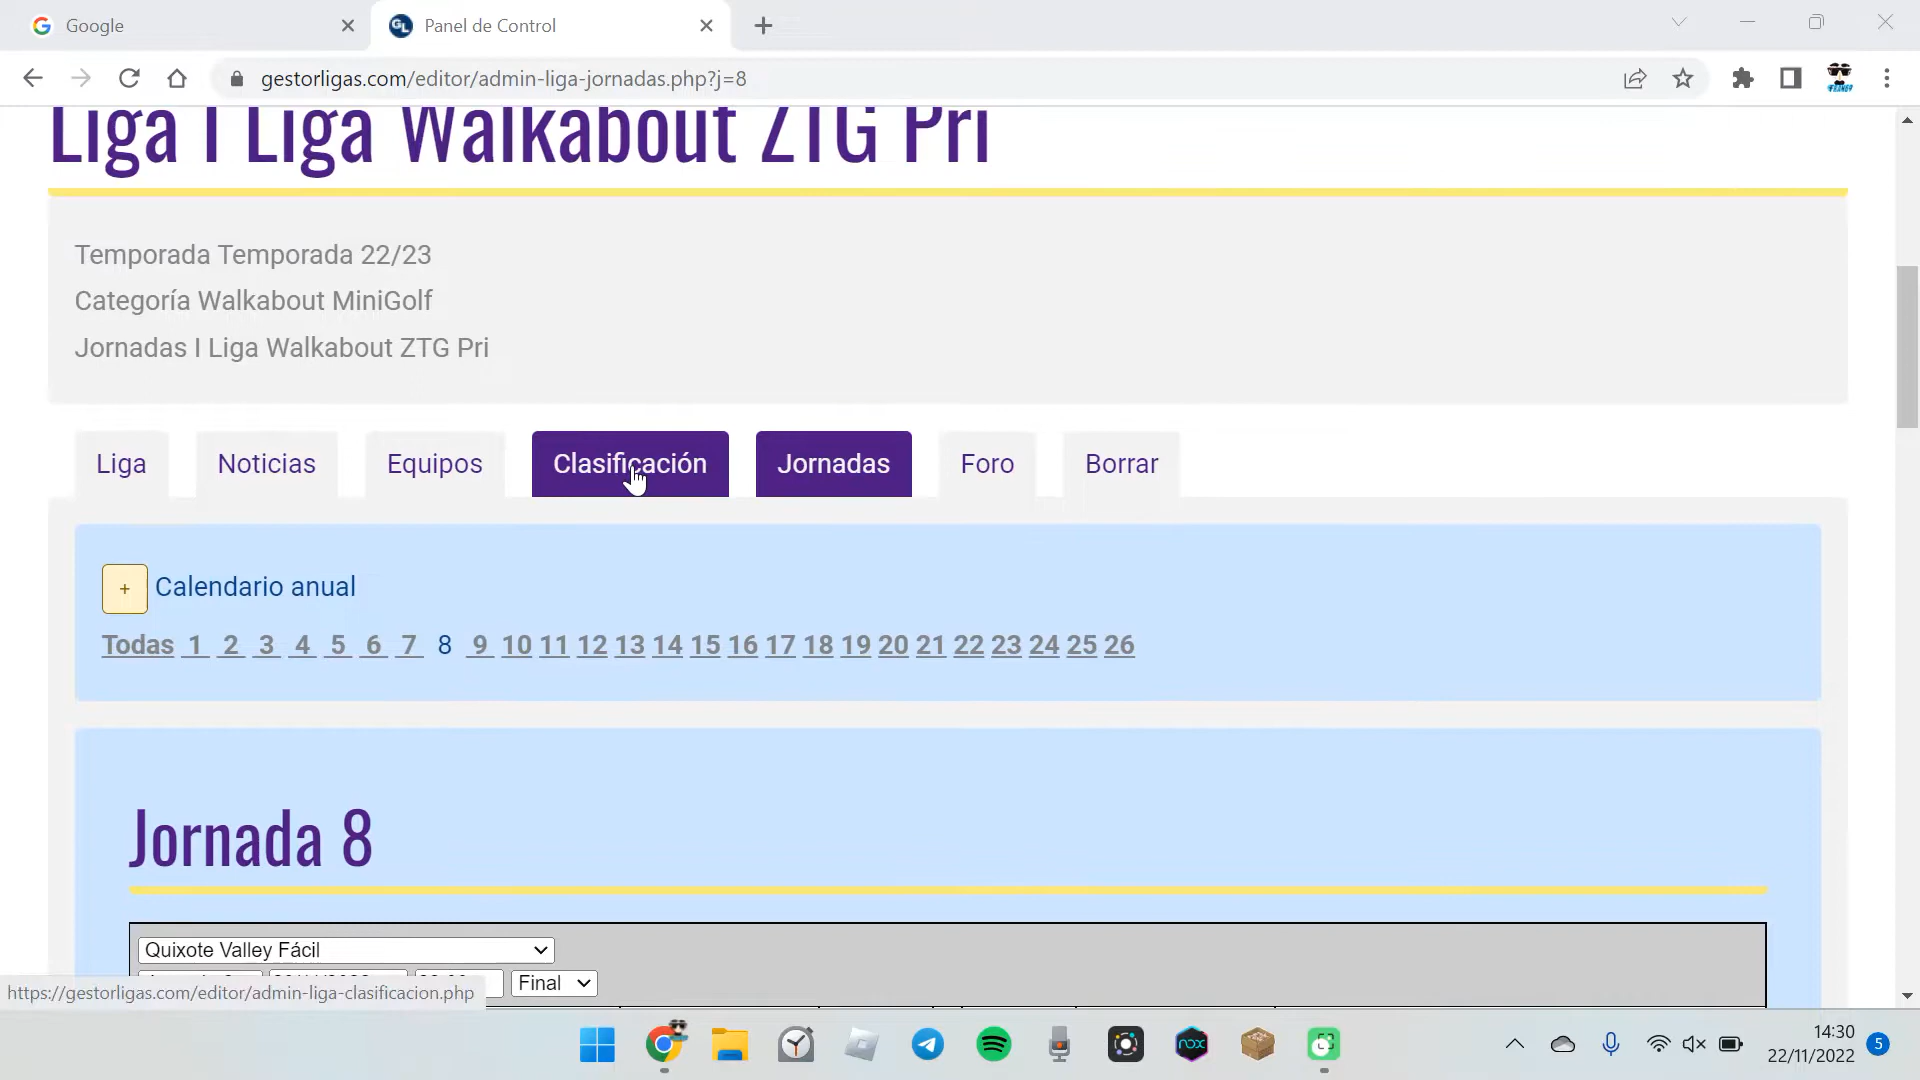 Google
Panel de Control
gestorligas.com/editor/admin-liga-jornadas.php?j=8
Liga I Liga Walkabout ZTG Pri
Temporada Temporada 22/23
Categoría Walkabout MiniGolf
Jornadas I Liga Walkabout ZTG Pri
Liga Noticias Equipos Clasificación Jornadas Foro Borrar
+ Calendario anual
Todas 1 2 3 4 5 6 7 8 9 10 11 12 13 14 15 16 17 18 19 20 21 22 23 24 25 26
Jornada 8
Quixote Valley Fácil
Final
https://gestorligas.com/editor/admin-liga-clasificacion.php
nox
14:30
22/11/2022
5